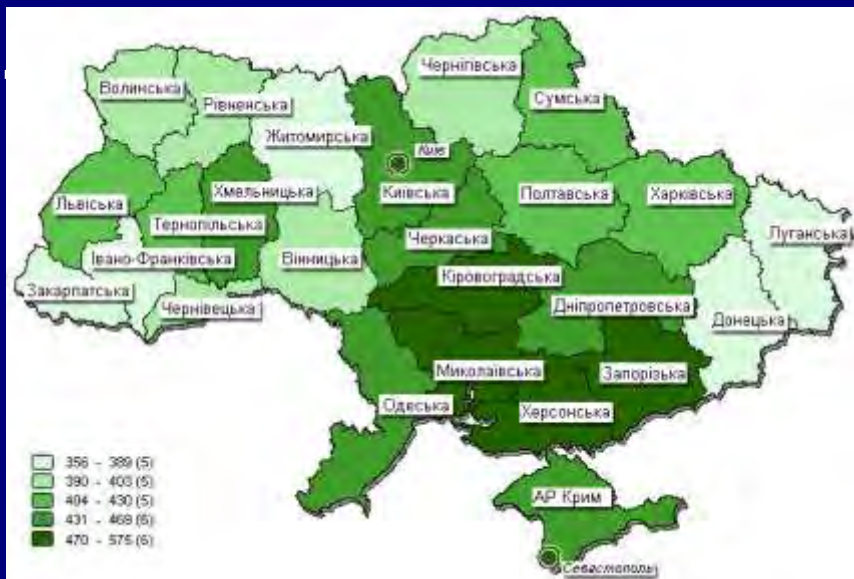 Чернігівська
Волинська
Рівненська
Сумська
Житомирська
Київ
Хмельницька
Київська
Полтавська
Харківська
Львіська
Тернопільська
Луганська
Черкаська
Івано-Франківська
Вінницька
Кіровоградська
Закарпатська
Чернівецька
Дніпропетровська
Донецька
Миколаївська
Запорізька
Одеська
Херсонська
356 - 389 (5)
390 - 403 (5)
404 - 430 (5)
431 - 469 (6)
470 - 575 (6)
АР Крим
Севастополь